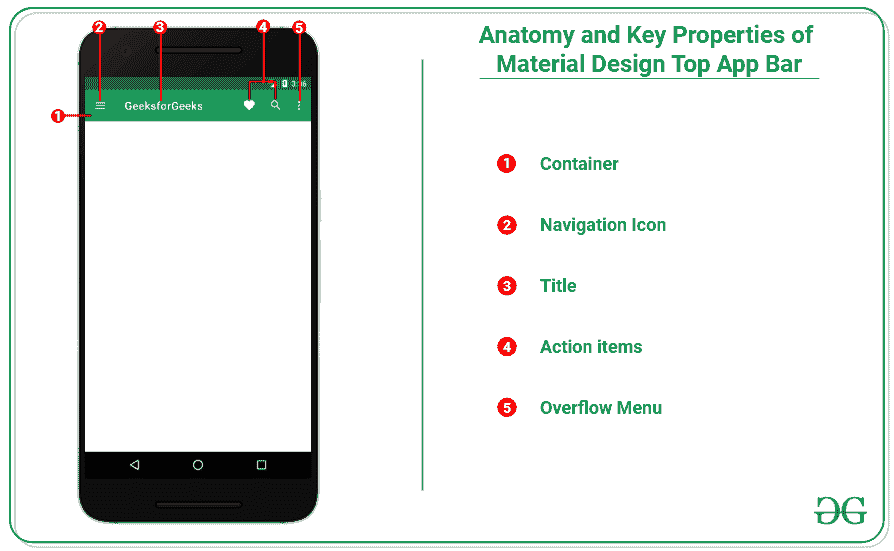 2
3
4
5
GeeksforGeeks
1
Anatomy and Key Properties of
Material Design Top App Bar
1 Container
2 Navigation Icon
3 Title
4 Action items
5 Overflow Menu